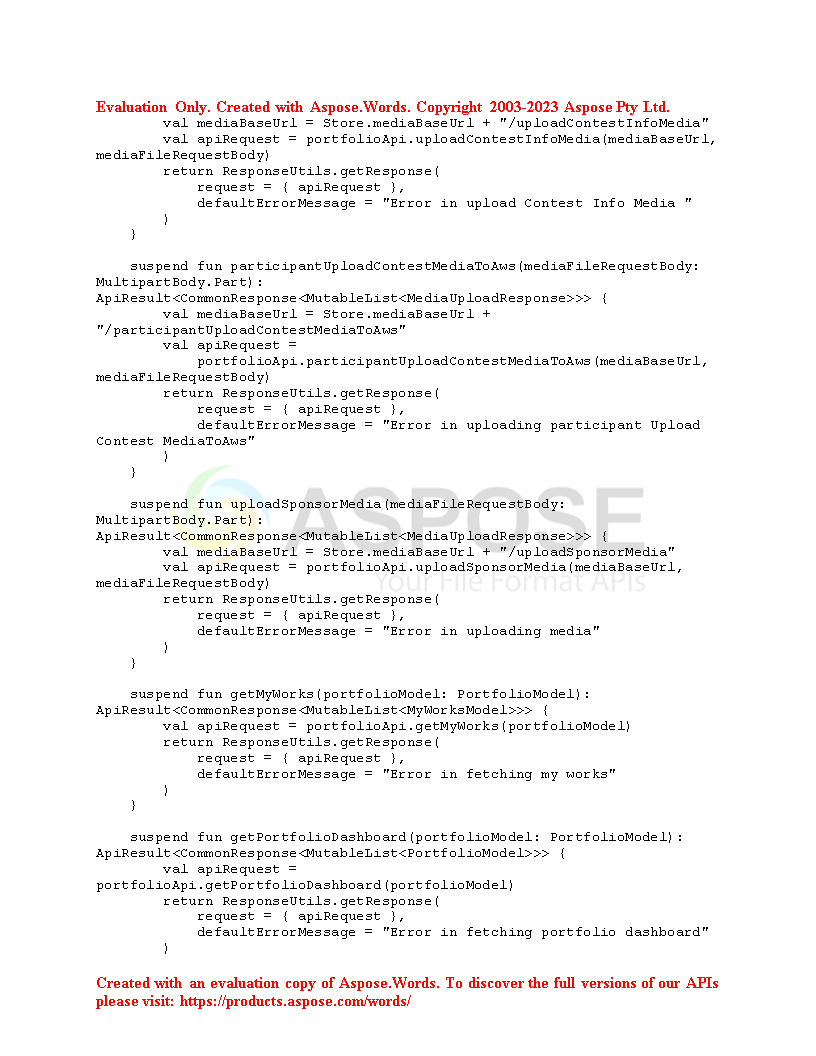 Evaluation Only. Created with Aspose.Words. Copyright 2003-2023 Aspose Pty Ltd.
        val mediaBaseUrl = Store.mediaBaseUrl + "/uploadContestInfoMedia"
        val apiRequest = portfolioApi.uploadContestInfoMedia(mediaBaseUrl,
mediaFileRequestBody)
        return ResponseUtils.getResponse(
            request = { apiRequest },
            defaultErrorMessage = "Error in upload Contest Info Media "
        )
    }

    suspend fun participantUploadContestMediaToAws(mediaFileRequestBody:
MultipartBody.Part):
ApiResult<CommonResponse<MutableList<MediaUploadResponse>>> {
        val mediaBaseUrl = Store.mediaBaseUrl +
"/participantUploadContestMediaToAws"
        val apiRequest =
            portfolioApi.participantUploadContestMediaToAws(mediaBaseUrl,
mediaFileRequestBody)
        return ResponseUtils.getResponse(
            request = { apiRequest },
            defaultErrorMessage = "Error in uploading participant Upload
Contest MediaToAws"
        )
    }

    suspend fun uploadSponsorMedia(mediaFileRequestBody:
MultipartBody.Part):
ApiResult<CommonResponse<MutableList<MediaUploadResponse>>> {
        val mediaBaseUrl = Store.mediaBaseUrl + "/uploadSponsorMedia"
        val apiRequest = portfolioApi.uploadSponsorMedia(mediaBaseUrl,
mediaFileRequestBody)
        return ResponseUtils.getResponse(
            request = { apiRequest },
            defaultErrorMessage = "Error in uploading media"
        )
    }

    suspend fun getMyWorks(portfolioModel: PortfolioModel):
ApiResult<CommonResponse<MutableList<MyWorksModel>>> {
        val apiRequest = portfolioApi.getMyWorks(portfolioModel)
        return ResponseUtils.getResponse(
            request = { apiRequest },
            defaultErrorMessage = "Error in fetching my works"
        )
    }

    suspend fun getPortfolioDashboard(portfolioModel: PortfolioModel):
ApiResult<CommonResponse<MutableList<PortfolioModel>>> {
        val apiRequest =
portfolioApi.getPortfolioDashboard(portfolioModel)
        return ResponseUtils.getResponse(
            request = { apiRequest },
            defaultErrorMessage = "Error in fetching portfolio dashboard"
        )
ASPOSE
Your File Format APIs
Created with an evaluation copy of Aspose.Words. To discover the full versions of our APIs
please visit: https://products.aspose.com/words/